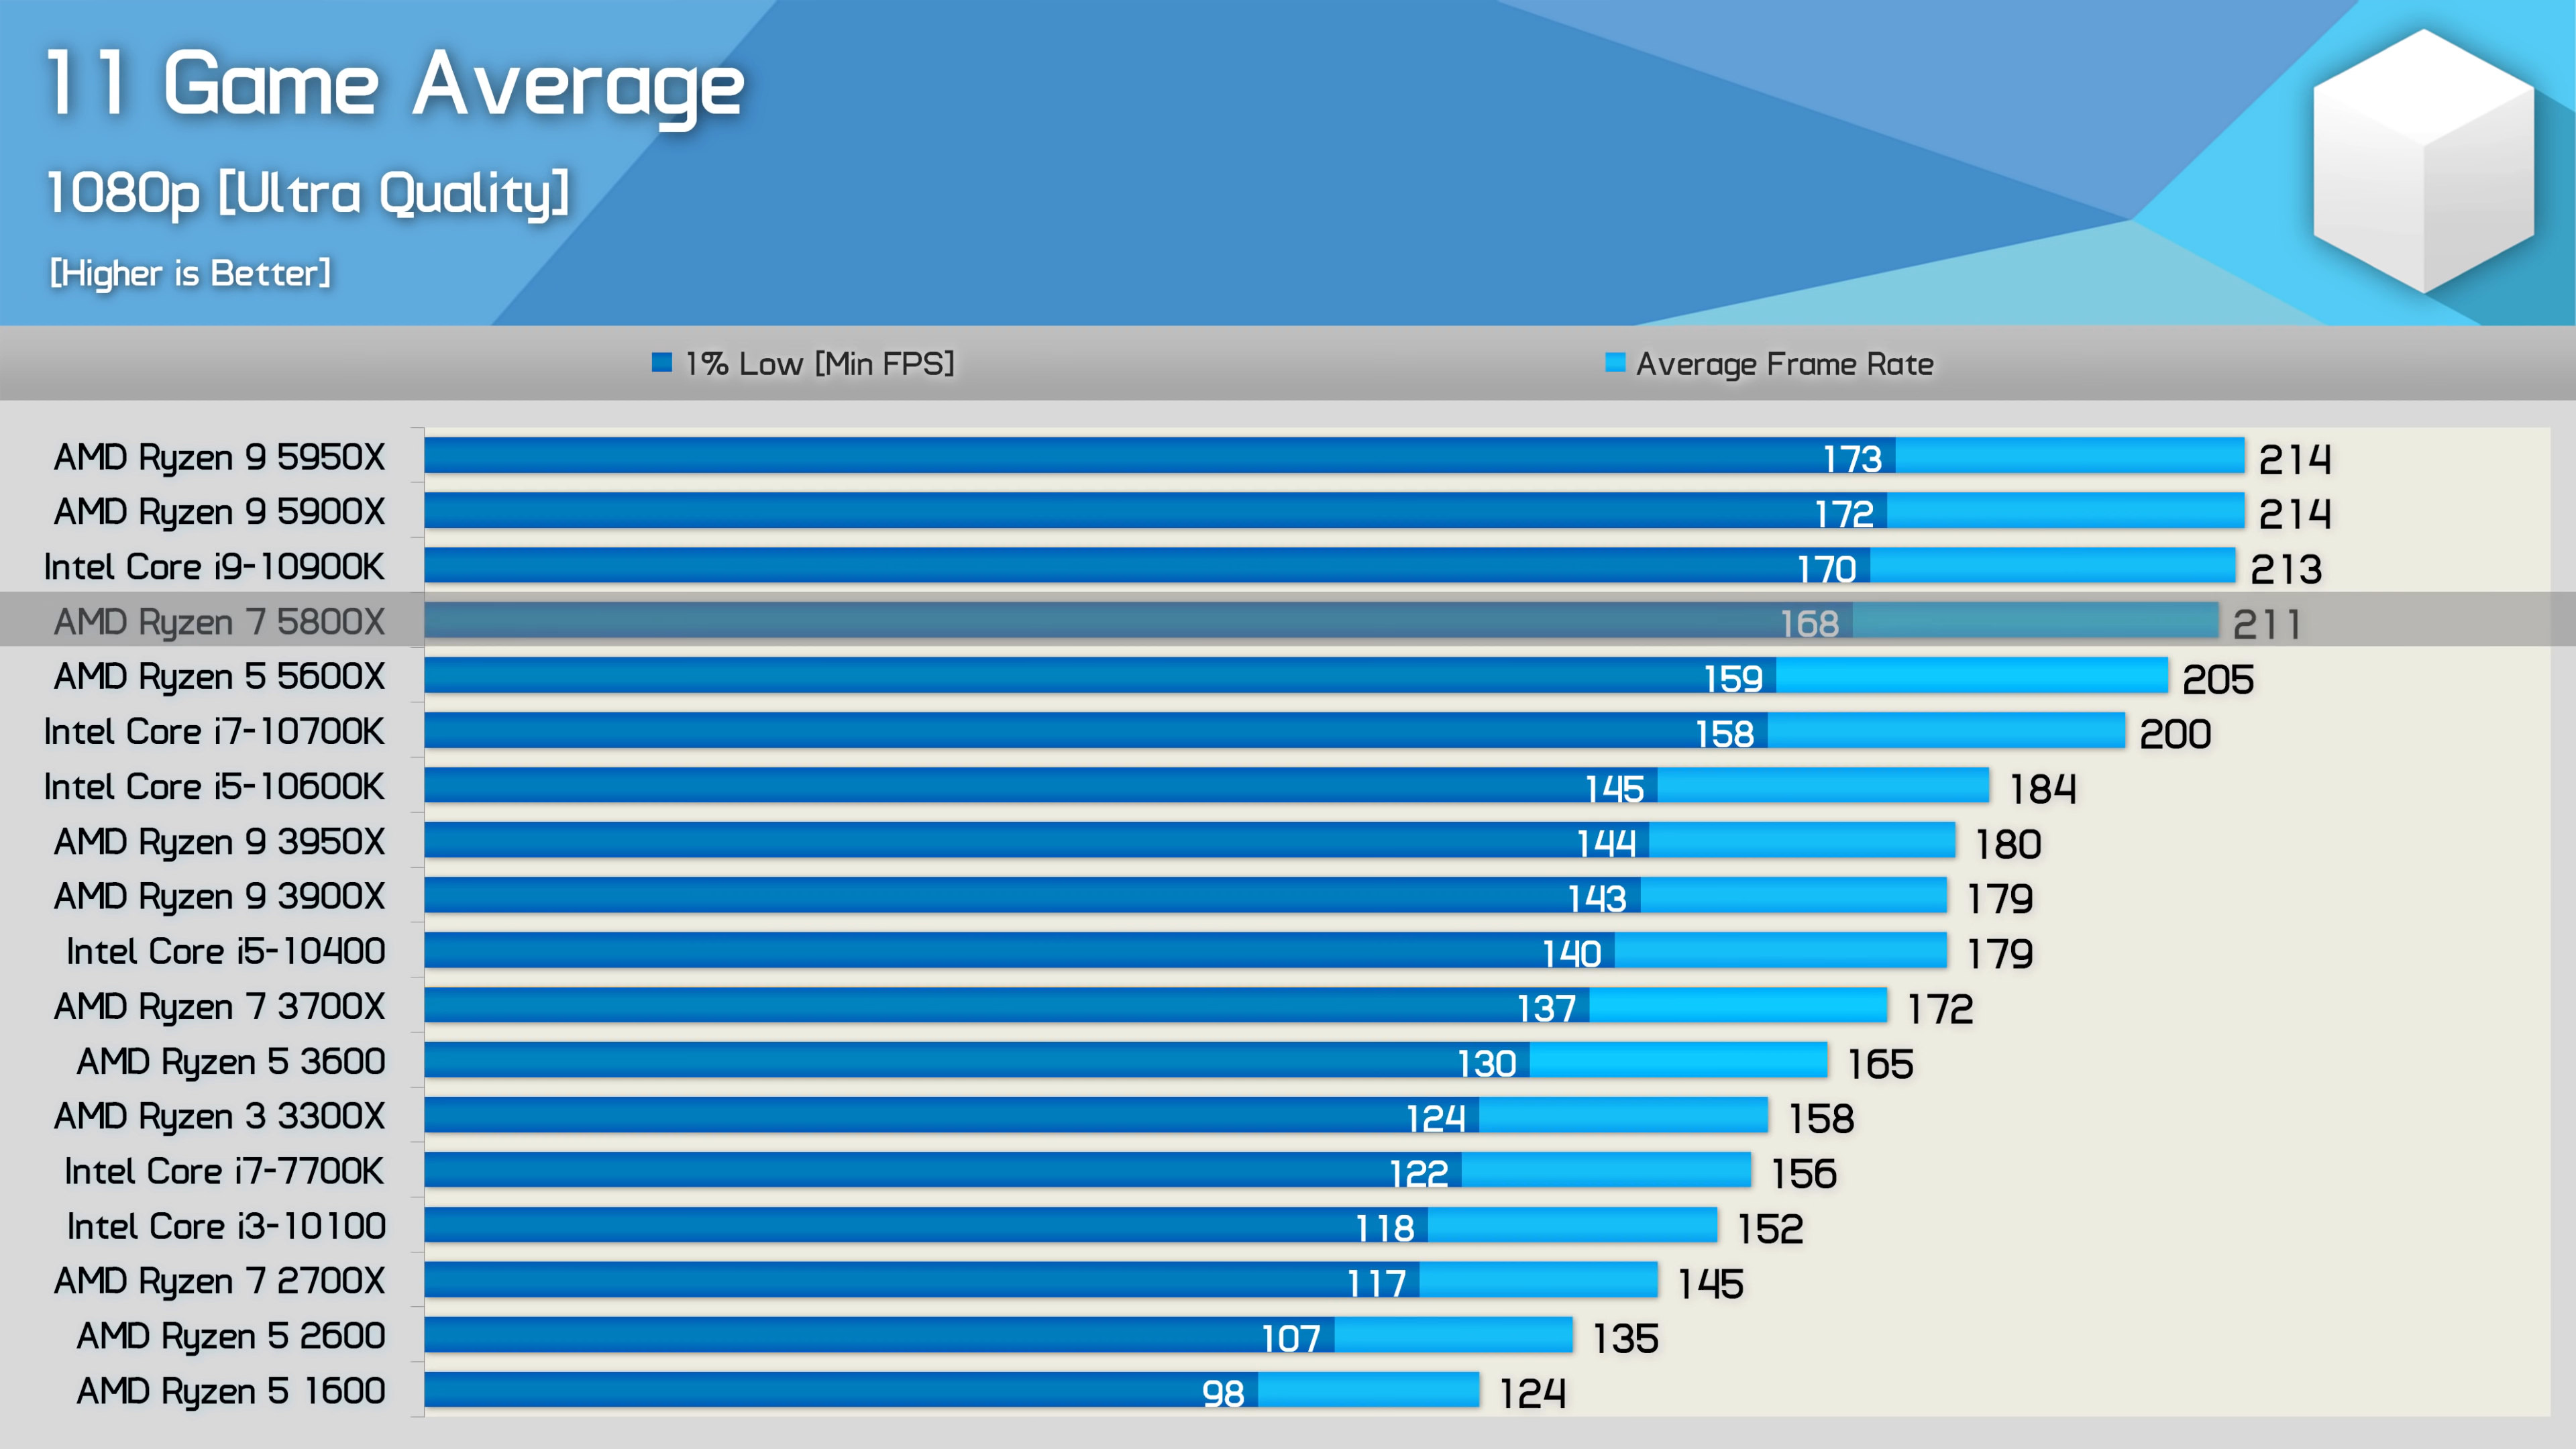 11 Game Average
1080p [Ultra Quality]
[Higher is Better]
1% Low [Min FPS] Average Frame Rate
AMD Ryzen 9 5950X 173 214
AMD Ryzen 9 5900X 172 214
Intel Core i9-10900K 170 213
AMD Ryzen 7 5800X 168 211
AMD Ryzen 5 5600X 159 205
Intel Core i7-10700K 158 200
Intel Core i5-10600K 145 184
AMD Ryzen 9 3950X 144 180
AMD Ryzen 9 3900X 143 179
Intel Core i5-10400 140 179
AMD Ryzen 7 3700X 137 172
AMD Ryzen 5 3600 130 165
AMD Ryzen 3 3300X 124 158
Intel Core i7-7700K 122 156
Intel Core i3-10100 118 152
AMD Ryzen 7 2700X 117 145
AMD Ryzen 5 2600 107 135
AMD Ryzen 5 1600 98 124